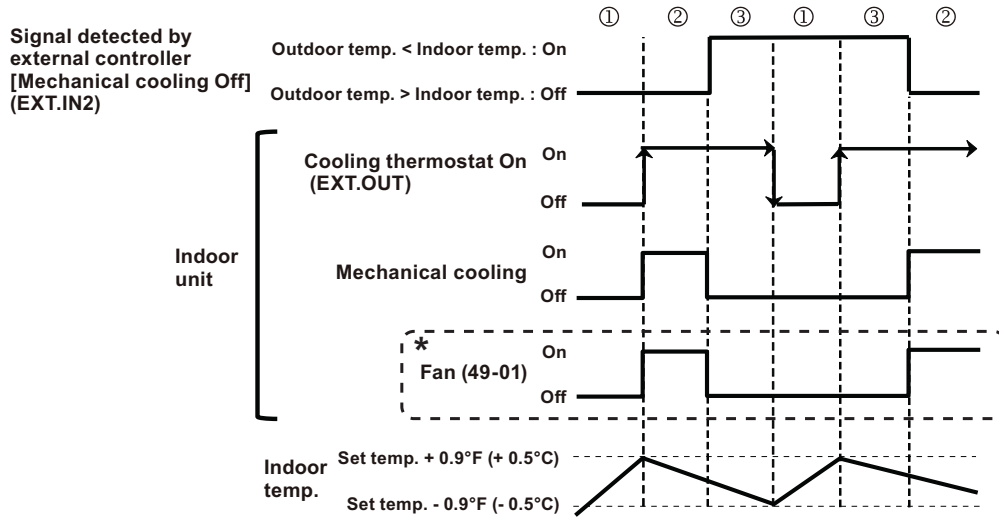 ① ② ③ ① ③ ②
Signal detected by
external controller
[Mechanical cooling Off]
(EXT.IN2)
Outdoor temp. < Indoor temp. : On
Outdoor temp. > Indoor temp. : Off
Cooling thermostat On
(EXT.OUT)
On
Off
Indoor
unit
Mechanical cooling
On
Off
*
Fan (49-01)
On
Off
Indoor
temp.
Set temp. + 0.9°F (+ 0.5°C)
Set temp. - 0.9°F (- 0.5°C)